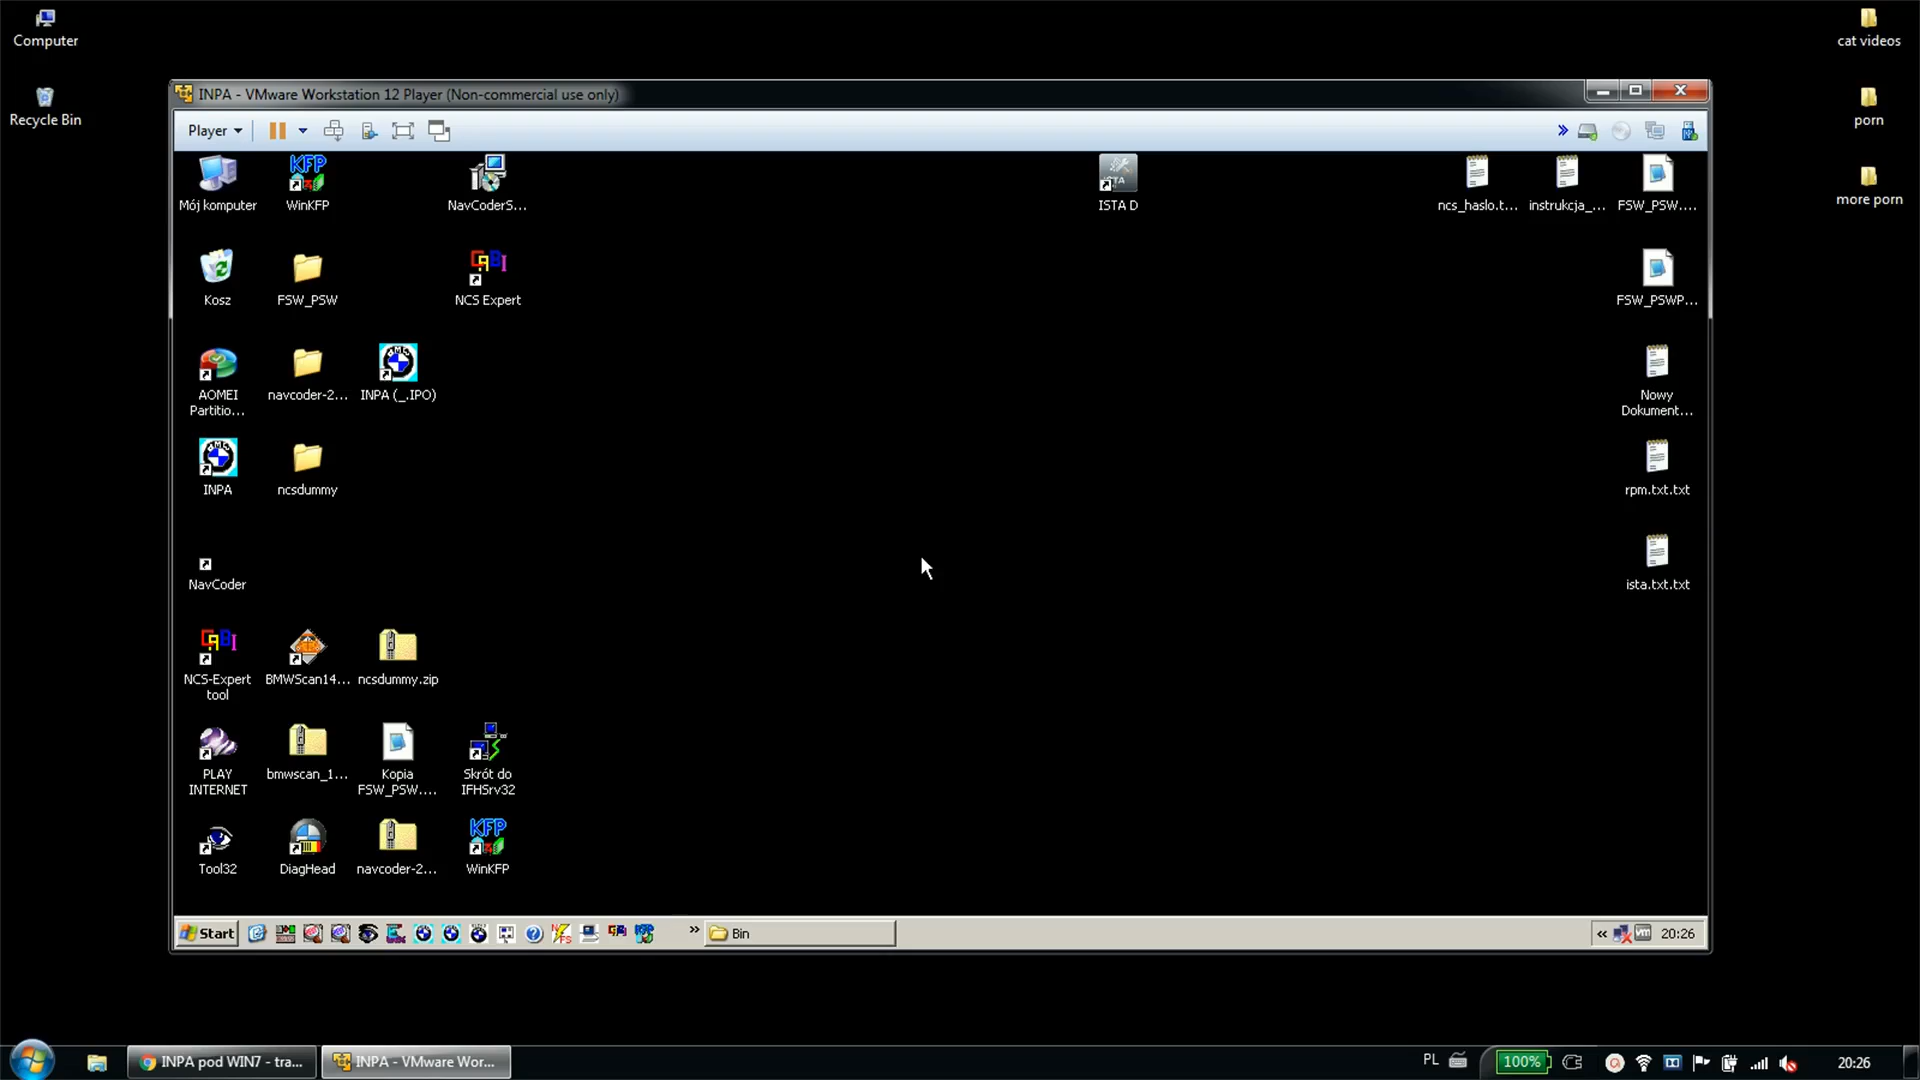 Computer
Recycle Bin
cat videos
porn
more porn
INPA - VMware Workstation 12 Player (Non-commercial use only)
Player
Mój komputer
WinKFP
NavCoderS...
ISTA
ISTA D
ncs_haslo.t...
instrukcja_...
FSW_PSW....
Kosz
FSW_PSW
NCS Expert
FSW_PSWP...
AOMEI
Partitio...
navcoder-2...
INPA (_.IPO)
Nowy
Dokument...
INPA
ncsdummy
rpm.txt.txt
NavCoder
ista.txt.txt
NCS-Expert
tool
BMWScan14...
ncsdummy.zip
PLAY
INTERNET
bmwscan_1...
Kopia
FSW_PSW....
Skrót do
IFHSrv32
Tool32
DiagHead
navcoder-2...
WinKFP
Start
Bin
20:26
INPA pod WIN7 - tra...
INPA - VMware Wor...
PL
100%
20:26